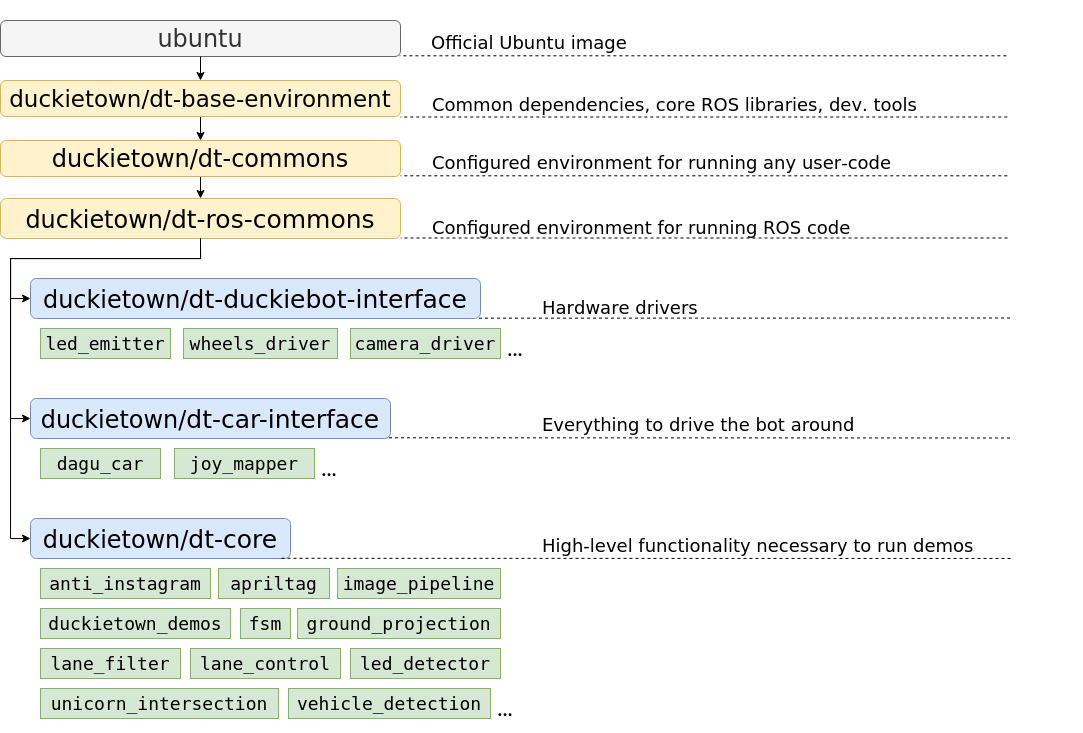 ubuntu
Official Ubuntu image
duckietown/dt-base-environment
Common dependencies, core ROS libraries, dev. tools
duckietown/dt-commons
Configured environment for running any user-code
duckietown/dt-ros-commons
Configured environment for running ROS code
duckietown/dt-duckiebot-interface
Hardware drivers
led_emitter wheels_driver camera_driver ...
duckietown/dt-car-interface
Everything to drive the bot around
dagu_car joy_mapper ...
duckietown/dt-core
High-level functionality necessary to run demos
anti_instagram apriltag image_pipeline
duckietown_demos fsm ground_projection
lane_filter lane_control led_detector
unicorn_intersection vehicle_detection ...